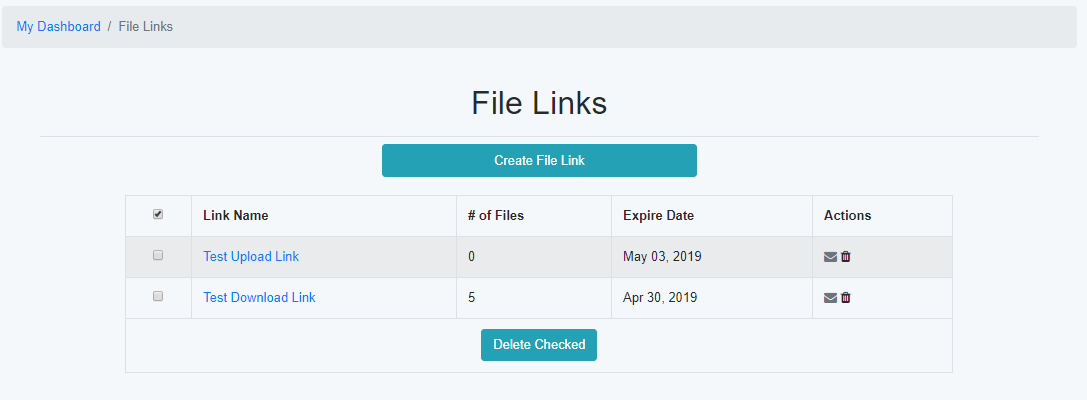 My Dashboard / File Links
File Links
Create File Link
Link Name # of Files Expire Date Actions
Test Upload Link 0 May 03, 2019
Test Download Link 5 Apr 30, 2019
Delete Checked